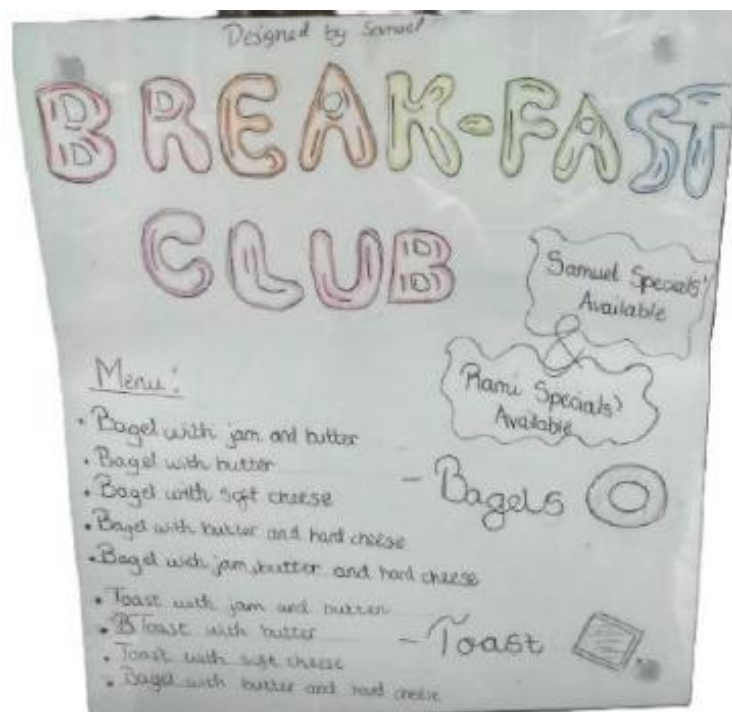 Designed by Samuel
BREAK-FAST
CLUB
Samuel Specials'
Available
&
Rami Specials'
Available
Menu:
• Bagel with jam and butter
• Bagel with butter
• Bagel with soft cheese
• Bagel with butter and hard cheese
• Bagel with jam, butter and hard cheese
- Bagels
• Toast with jam and butter
• BToast with butter
• Toast with soft cheese
• Bagel with butter and hard cheese
- Toast